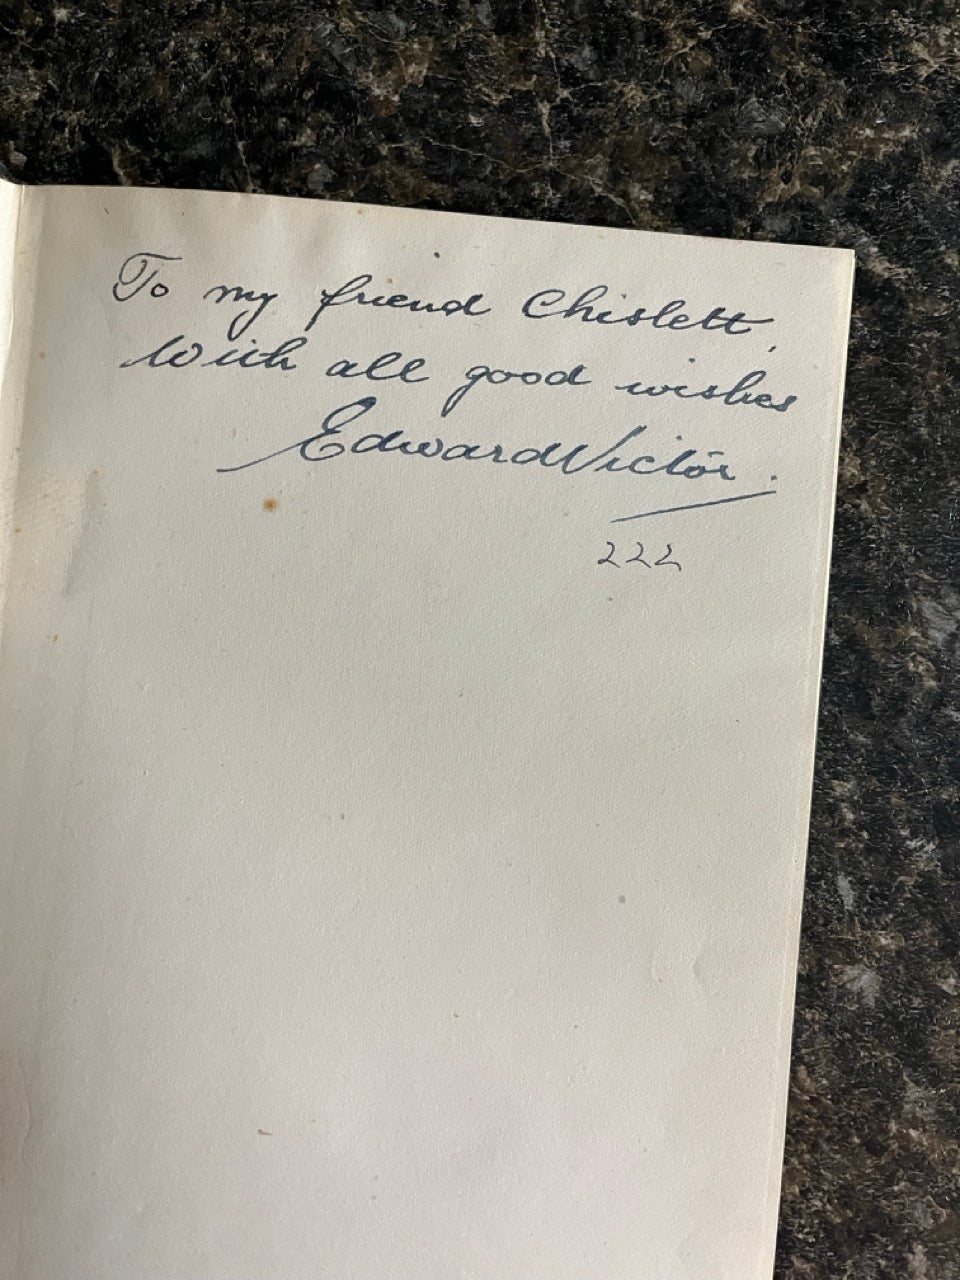 To my friend Chislett,
With all good wishes
Edward Victor.
222